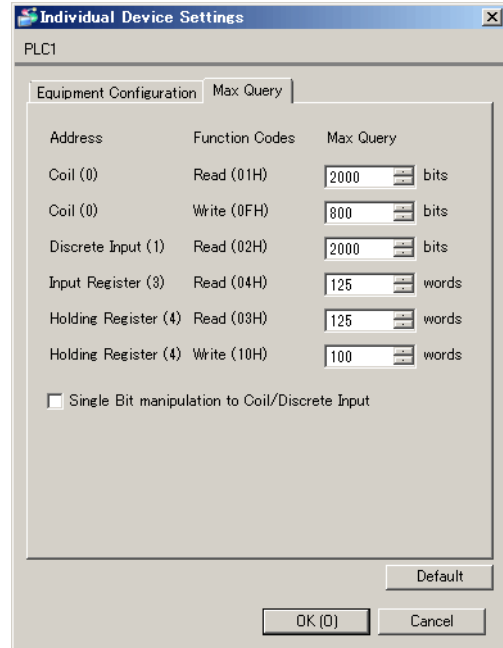 Individual Device Settings
PLC1
Equipment Configuration Max Query
Address Function Codes Max Query
Coil (0) Read (01H) 2000 bits
Coil (0) Write (0FH) 800 bits
Discrete Input (1) Read (02H) 2000 bits
Input Register (3) Read (04H) 125 words
Holding Register (4) Read (03H) 125 words
Holding Register (4) Write (10H) 100 words
Single Bit manipulation to Coil/Discrete Input
Default
OK (O) Cancel